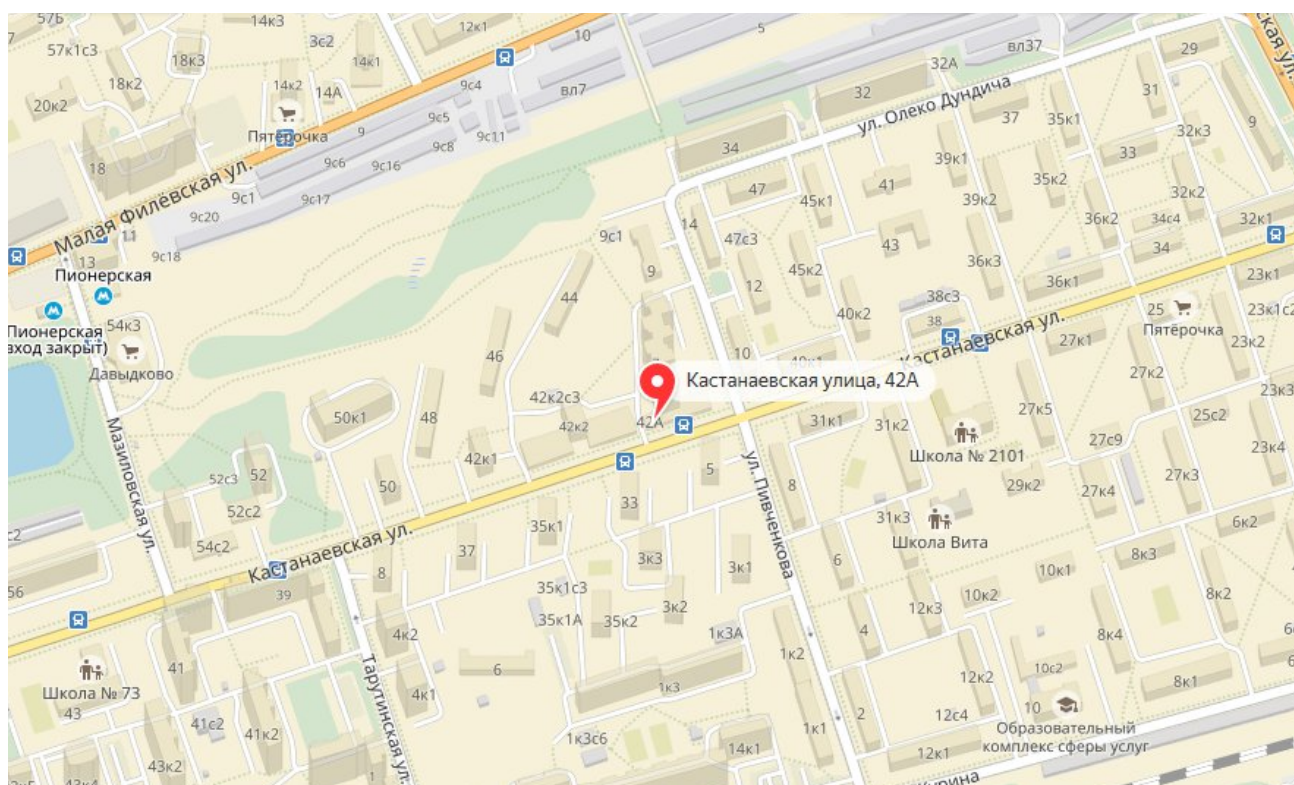 57Б
14к3
12к1
10
5
вл37
29
ская ул.
7
57к1с3
18к3
3с2
14к1
18к2
14к2
14А
9с4
вл7
32А
32
31
20к2
Пятёрочка
9
9с5
9с11
9с8
ул. Олеко Дундича
37
35к1
32к3
9
18
9с6
9с16
34
39к1
33
Малая Филёвская ул.
9с1
9с17
47
41
35к2
32к2
9с20
45к1
39к2
36к2
34с4
32к1
11
9с18
9с1
14
47с3
43
34
13
Пионерская
9
45к2
36к3
36к1
23к1
44
12
38с3
25
Пятёрочка
23к1с2
Пионерская
вход закрыт)
54к3
Давыдково
46
40к2
38
Кастанаевская ул.
27к1
23к2
10
40к1
27к2
7
Кастанаевская улица, 42А
42к2с3
23к3
50к1
48
42к2
42А
31к1
31к2
27к5
25с2
42к1
Школа № 2101
27с9
23к4
52с3
52
50
5
ул. Пивченкова
8
29к2
27к4
27к3
Мазиловская ул.
52с2
33
31к3
6к2
с2
54с2
Кастанаевская ул.
35к1
Школа Вита
37
3к3
3к1
6
8к3
56
39
8
35к1с3
10к1
10к2
8к2
35к1А
35к2
3к2
12к3
4к2
1к3А
4
8к4
6
1к2
10с2
Школа № 73
41
Тарутинская ул.
6
4к1
1к3
12к2
8к1
43
41с2
41к2
2
12с4
10
Образовательный
комплекс сферы услуг
1к3с6
14к1
1к1
12к1
43к2
43к4
1